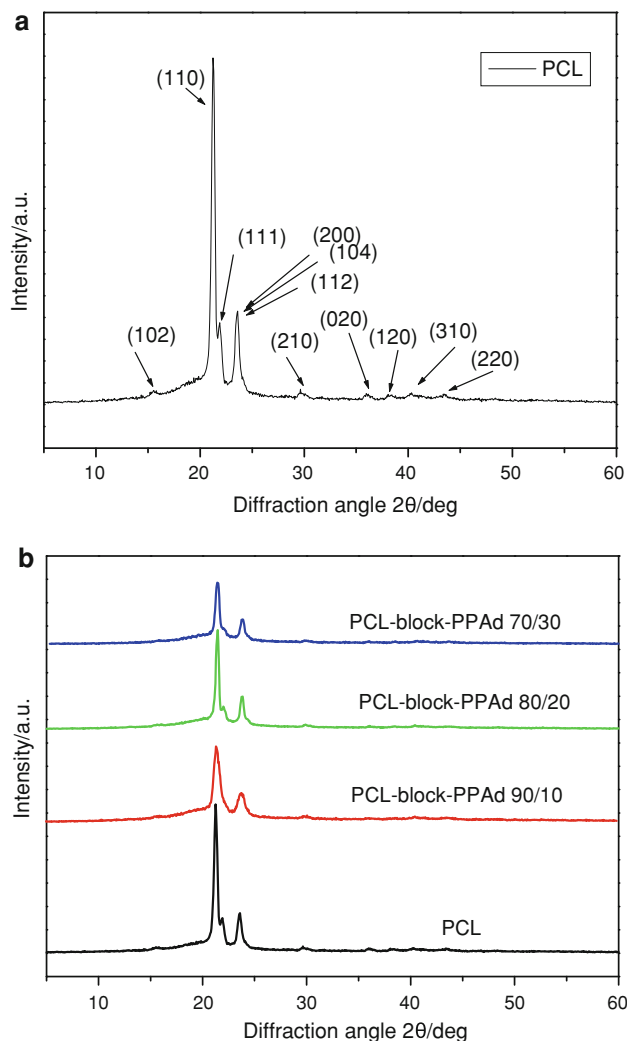 a
PCL
(110)
(111)
(200)
(104)
(112)
(102)
(210)
(020)
(120)
(310)
(220)
Intensity/a.u.
10 20 30 40 50 60
Diffraction angle 2θ/deg
b
PCL-block-PPAd 70/30
PCL-block-PPAd 80/20
PCL-block-PPAd 90/10
PCL
Intensity/a.u.
10 20 30 40 50 60
Diffraction angle 2θ/deg